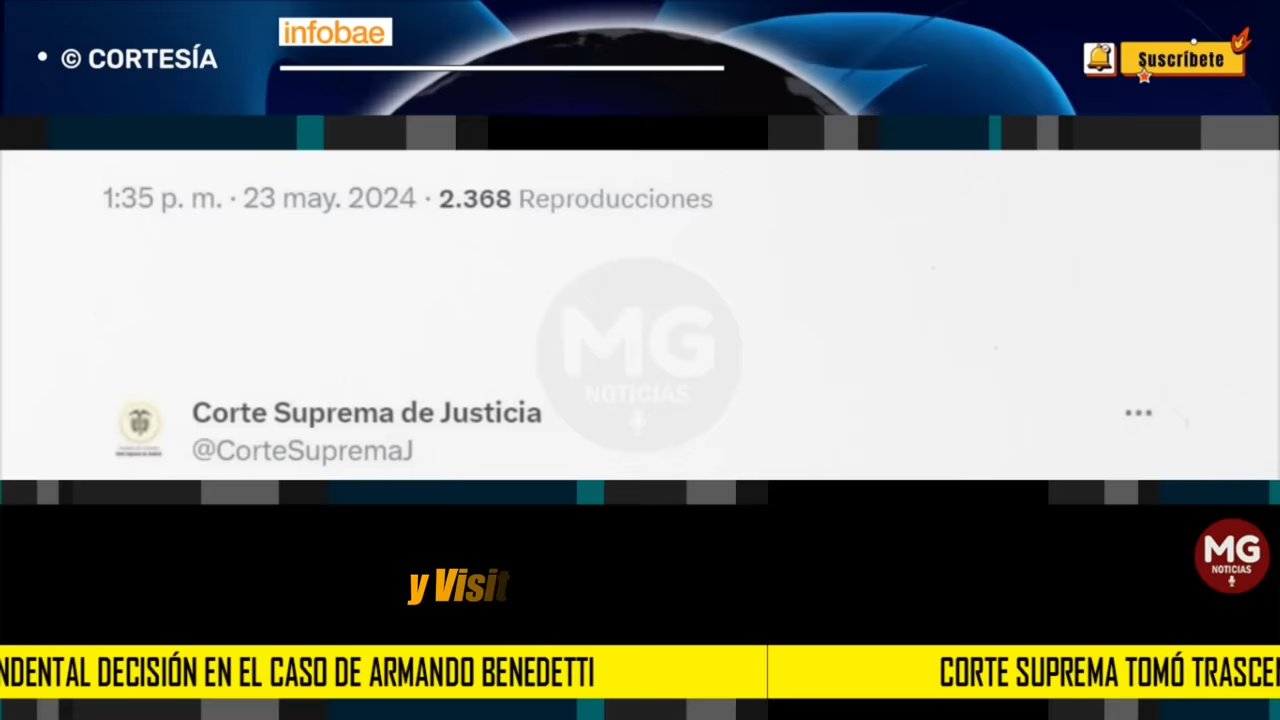 • © CORTESÍA
infobae
Suscríbete
1:35 p. m. · 23 may. 2024 · 2.368 Reproducciones
MG
NOTICIAS
Corte Suprema de Justicia
@CorteSupremaJ
MG
NOTICIAS
y Visit
NDENTAL DECISIÓN EN EL CASO DE ARMANDO BENEDETTI
CORTE SUPREMA TOMÓ TRASCE